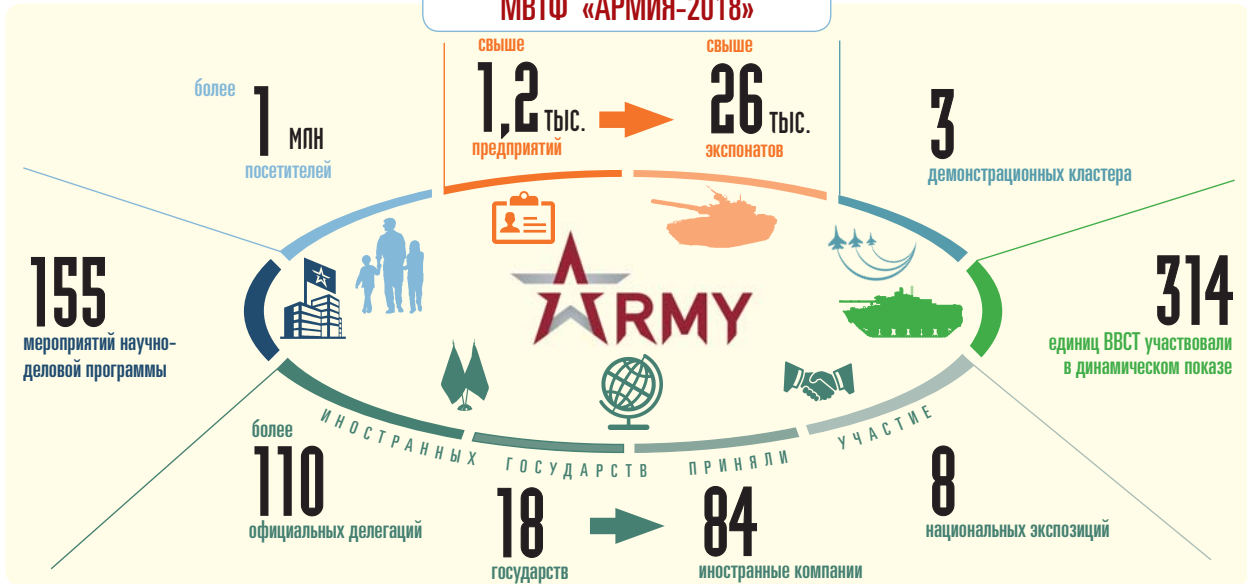 МВТФ «АРМИЯ-2018»
более
1 МЛН
посетителей
свыше
1,2 ТЫС.
предприятий
свыше
26 ТЫС.
экспонатов
3
демонстрационных кластера
155
мероприятий научно-
деловой программы
ARMY
314
единиц ВВСТ участвовали
в динамическом показе
ИНОСТРАННЫХ ГОСУДАРСТВ ПРИНЯЛИ УЧАСТИЕ
более
110
официальных делегаций
18
государств
84
иностранные компании
8
национальных экспозиций